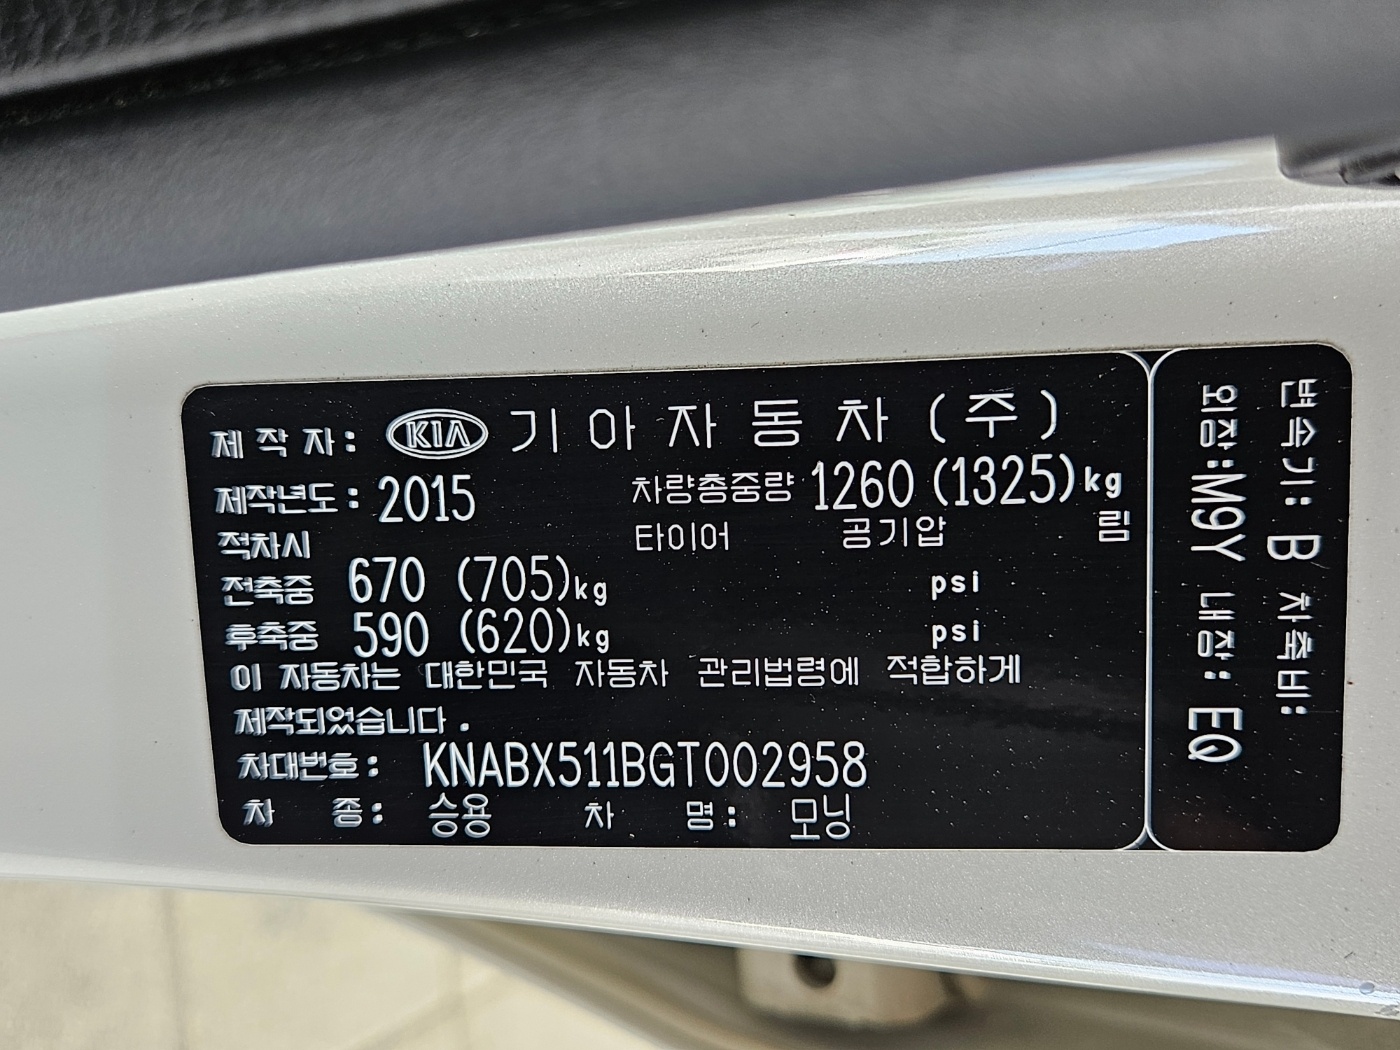 제 작 자: KIA 기 아 자 동 차 (주)
제작년도: 2015 차량총중량 1260 (1325)kg
적차시 타이어 공기압 림
전축중 670 (705)kg psi
후축중 590 (620)kg psi
이 자동차는 대한민국 자동차 관리법령에 적합하게
제작되었습니다.
차대번호: KNABX511BGT002958
차 종: 승용 차 명: 모닝
변속기: B 차축비:
외장:M9Y 내장: EQ